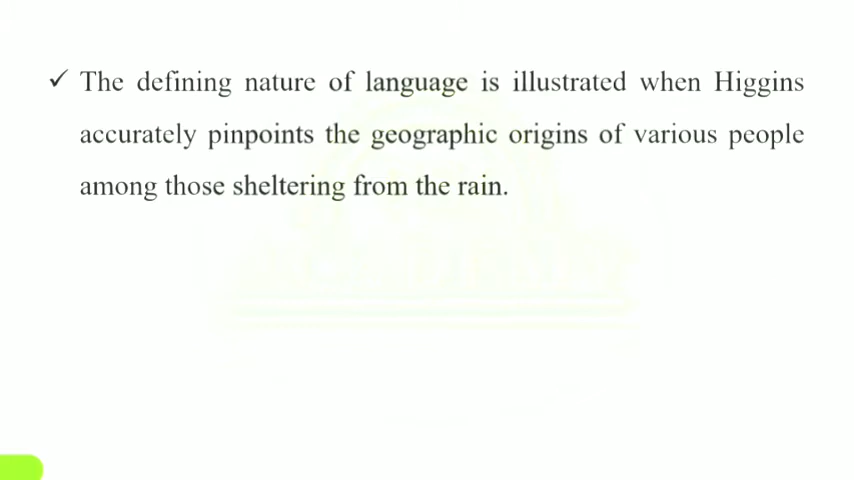 ✓ The defining nature of language is illustrated when Higgins
accurately pinpoints the geographic origins of various people
among those sheltering from the rain.